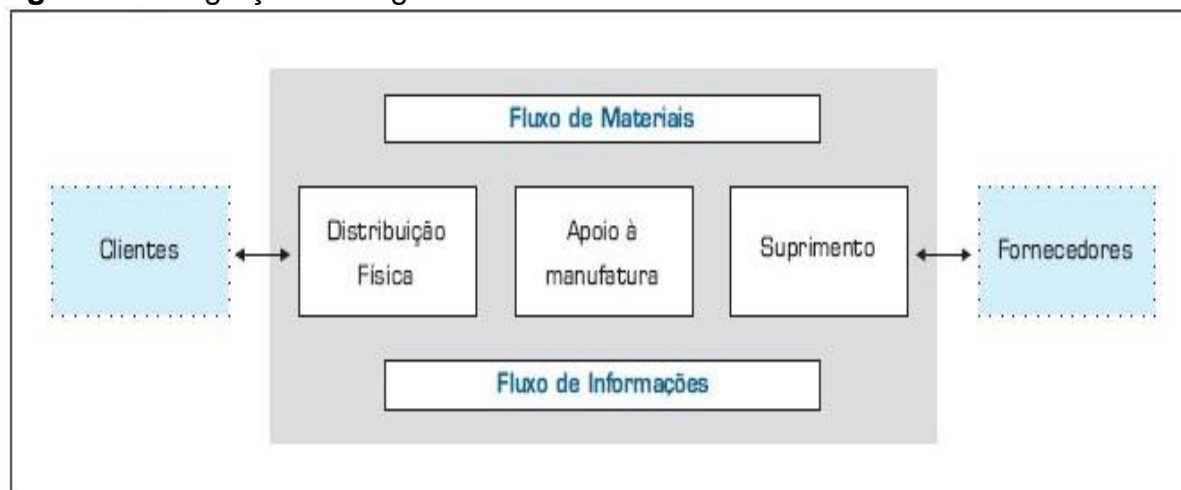 Fluxo de Materiais
Clientes
Distribuição
Física
Apoio à
manufatura
Suprimento
Fornecedores
Fluxo de Informações